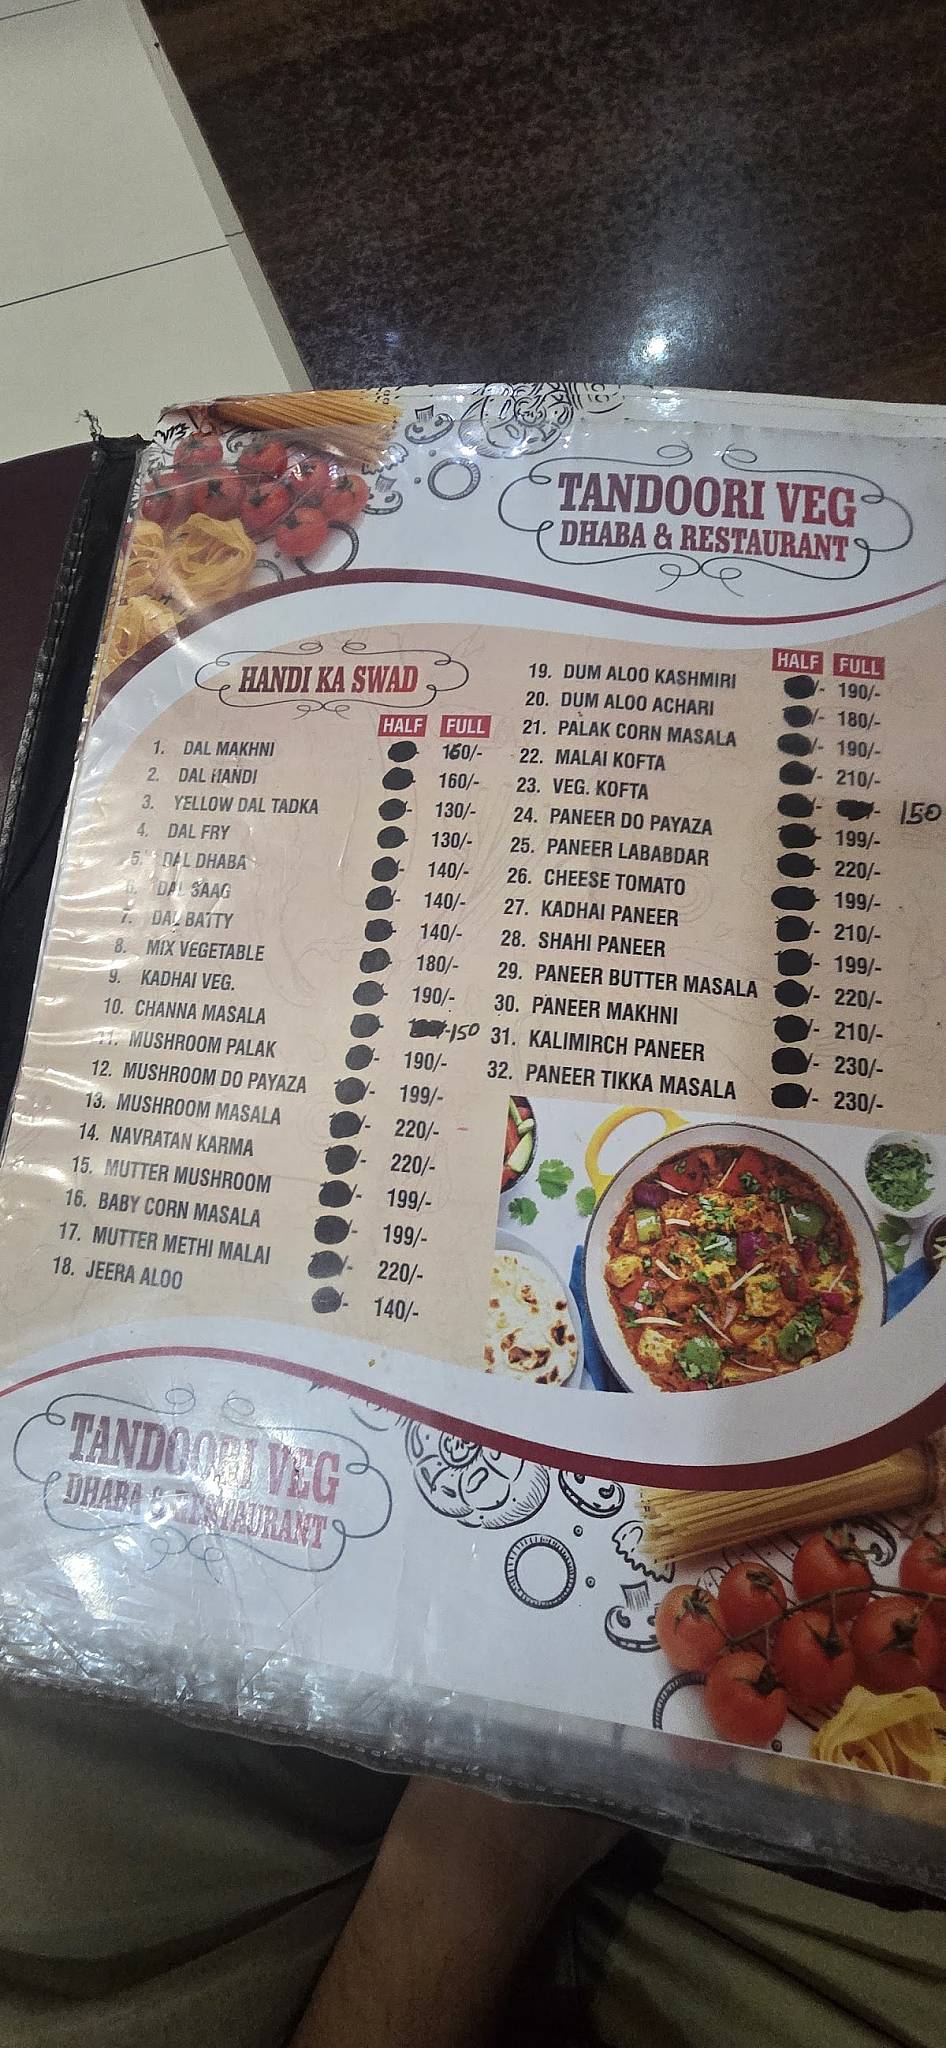 TANDOORI VEG
DHABA & RESTAURANT
HANDI KA SWAD
HALF FULL
1. DAL MAKHNI 160/-
2. DAL HANDI 160/-
3. YELLOW DAL TADKA 130/-
4. DAL FRY 130/-
5. DAL DHABA 140/-
6. DAL SAAG 140/-
7. DAL BATTY 140/-
8. MIX VEGETABLE 180/-
9. KADHAI VEG. 190/-
10. CHANNA MASALA 150
11. MUSHROOM PALAK 190/-
12. MUSHROOM DO PAYAZA 199/-
13. MUSHROOM MASALA 220/-
14. NAVRATAN KARMA 220/-
15. MUTTER MUSHROOM 199/-
16. BABY CORN MASALA 199/-
17. MUTTER METHI MALAI 220/-
18. JEERA ALOO 140/-
HALF FULL
19. DUM ALOO KASHMIRI 190/-
20. DUM ALOO ACHARI 180/-
21. PALAK CORN MASALA 190/-
22. MALAI KOFTA 210/-
23. VEG. KOFTA 150
24. PANEER DO PAYAZA 199/-
25. PANEER LABABDAR 220/-
26. CHEESE TOMATO 199/-
27. KADHAI PANEER 210/-
28. SHAHI PANEER 199/-
29. PANEER BUTTER MASALA 220/-
30. PANEER MAKHNI 210/-
31. KALIMIRCH PANEER 230/-
32. PANEER TIKKA MASALA 230/-
TANDOORI VEG
DHABA & RESTAURANT